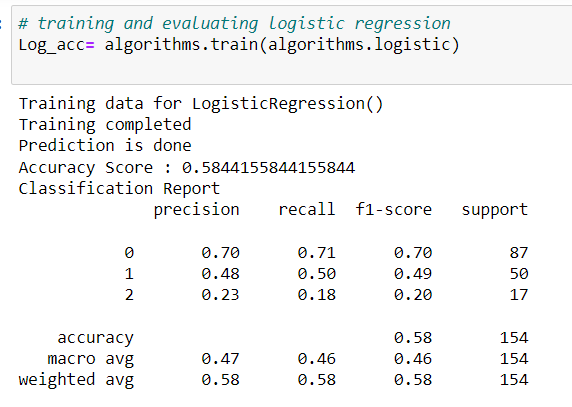 # training and evaluating logistic regression
Log_acc= algorithms.train(algorithms.logistic)
Training data for LogisticRegression()
Training completed
Prediction is done
Accuracy Score : 0.5844155844155844
Classification Report
precision recall f1-score support
0 0.70 0.71 0.70 87
1 0.48 0.50 0.49 50
2 0.23 0.18 0.20 17
accuracy 0.58 154
macro avg 0.47 0.46 0.46 154
weighted avg 0.58 0.58 0.58 154